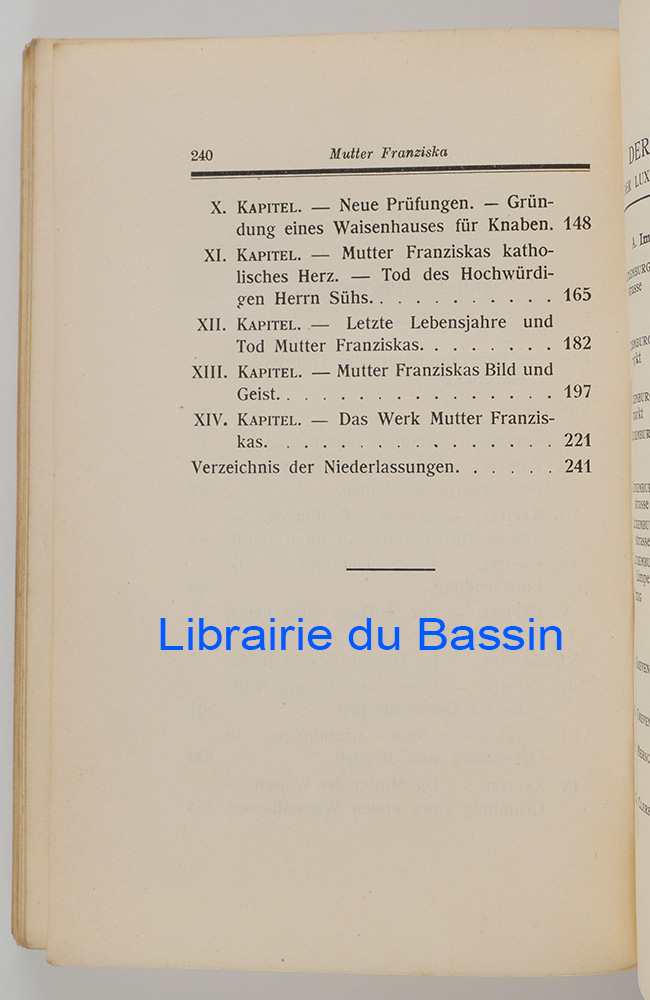 240 Mutter Franziska
X. KAPITEL. — Neue Prüfungen. — Grün-
dung eines Waisenhauses für Knaben. 148
XI. KAPITEL. — Mutter Franziskas katho-
lisches Herz. — Tod des Hochwürdi-
gen Herrn Sühs. . . . . . . . . . . 165
XII. KAPITEL. — Letzte Lebensjahre und
Tod Mutter Franziskas. . . . . . . . 182
XIII. KAPITEL. — Mutter Franziskas Bild und
Geist. . . . . . . . . . . . . . . . 197
XIV. KAPITEL. — Das Werk Mutter Franzis-
kas. . . . . . . . . . . . . . . . 221
Verzeichnis der Niederlassungen. . . . . . 241
Librairie du Bassin
DER
LUX
A. Im